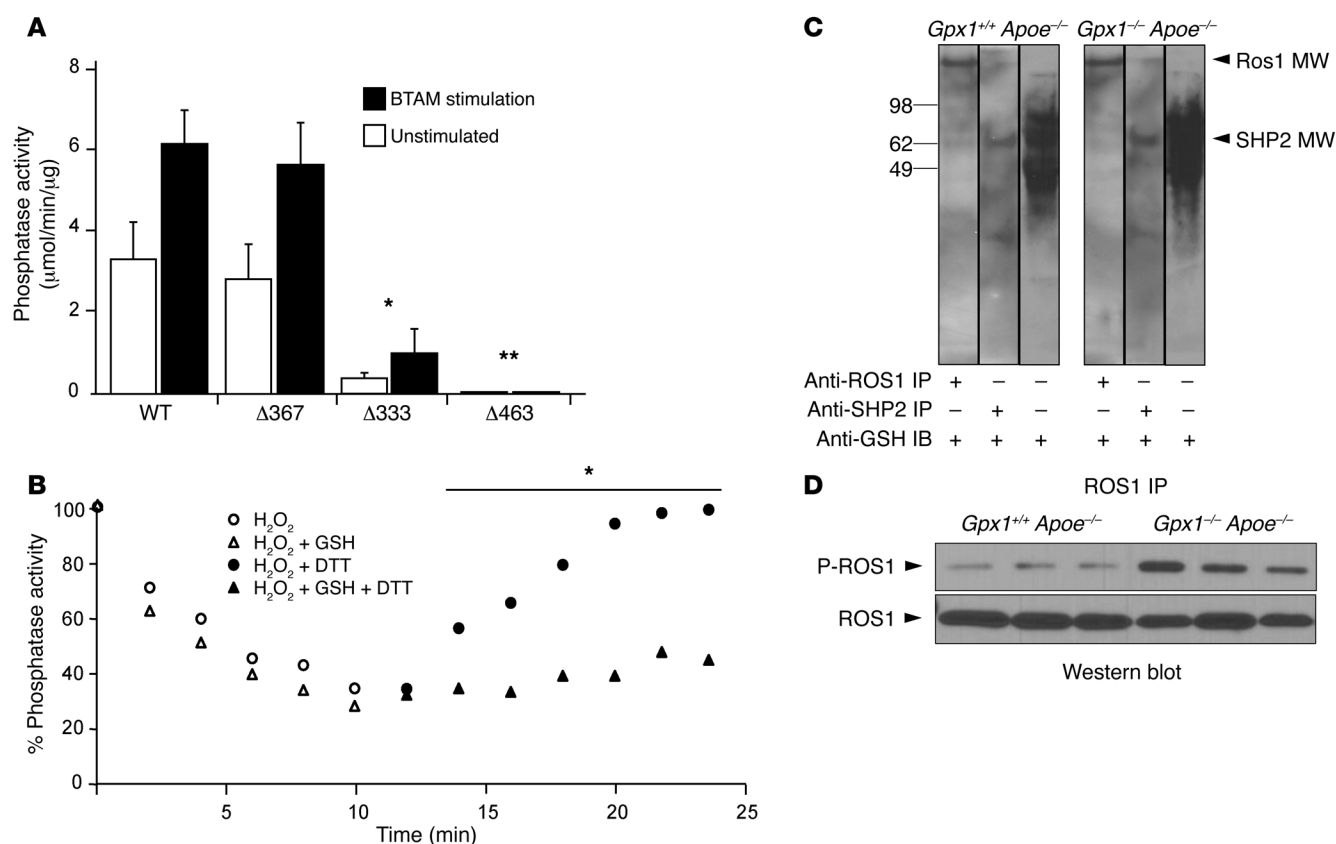 A
8
6
4
2
0
Phosphatase activity
(μmol/min/μg)
BTAM stimulation
Unstimulated
*
**
WT Δ367 Δ333 Δ463
B
100
80
60
40
20
0
% Phosphatase activity
H2O2
H2O2 + GSH
H2O2 + DTT
H2O2 + GSH + DTT
*
5 10 15 20 25
Time (min)
C
Gpx1+/+ Apoe–/– Gpx1–/– Apoe–/–
Ros1 MW
98
SHP2 MW
62
49
Anti-ROS1 IP + – – + – –
Anti-SHP2 IP – + – – + –
Anti-GSH IB + + + + + +
D
ROS1 IP
Gpx1+/+ Apoe–/– Gpx1–/– Apoe–/–
P-ROS1
ROS1
Western blot